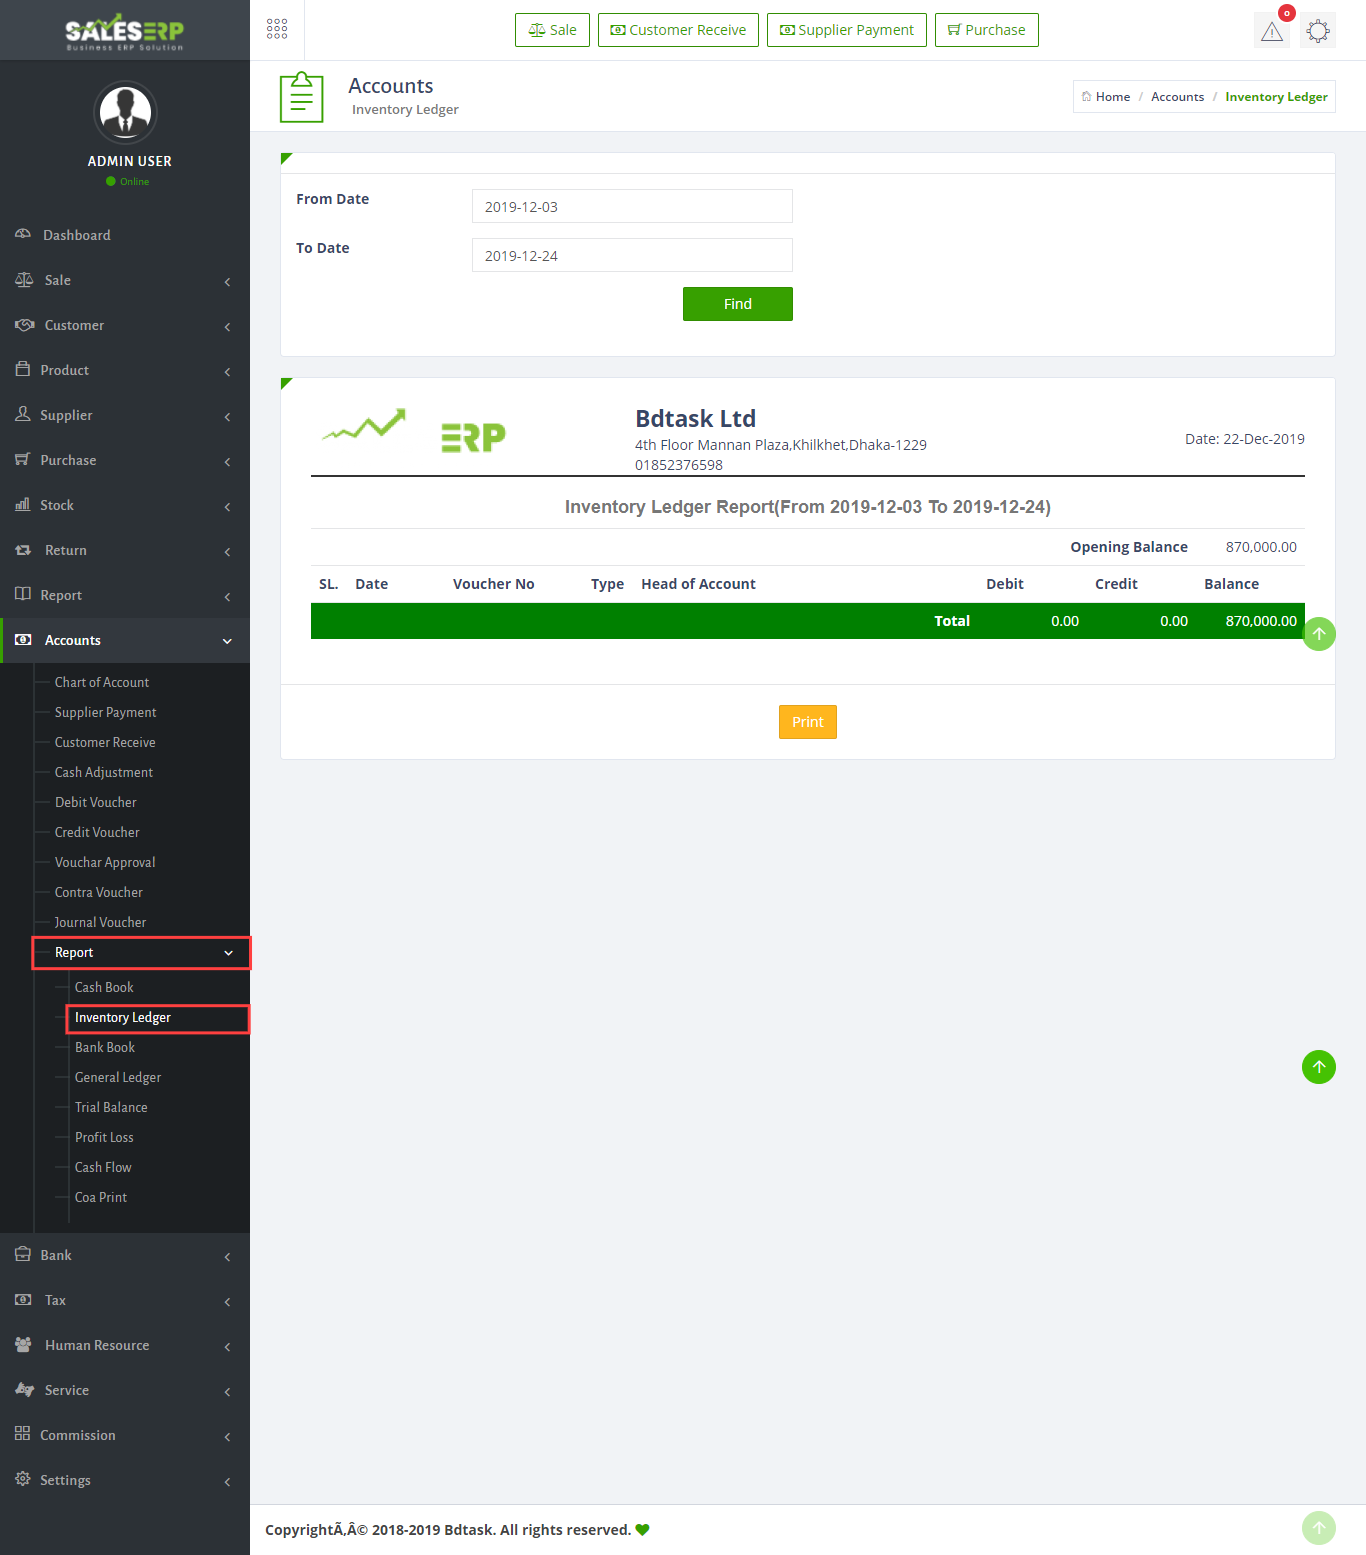 SALESERP
Business ERP Solution
ADMIN USER
Online
Dashboard
Sale
Customer
Product
Supplier
Purchase
Stock
Return
Report
Accounts
Chart of Account
Supplier Payment
Customer Receive
Cash Adjustment
Debit Voucher
Credit Voucher
Vouchar Approval
Contra Voucher
Journal Voucher
Report
Cash Book
Inventory Ledger
Bank Book
General Ledger
Trial Balance
Profit Loss
Cash Flow
Coa Print
Bank
Tax
Human Resource
Service
Commission
Settings
Sale Customer Receive Supplier Payment Purchase
0
Accounts
Inventory Ledger
Home / Accounts / Inventory Ledger
From Date 2019-12-03
To Date 2019-12-24
Find
ERP
Bdtask Ltd
4th Floor Mannan Plaza,Khilkhet,Dhaka-1229
01852376598
Date: 22-Dec-2019
Inventory Ledger Report(From 2019-12-03 To 2019-12-24)
Opening Balance 870,000.00
SL. Date Voucher No Type Head of Account Debit Credit Balance
Total 0.00 0.00 870,000.00
Print
CopyrightÃ,Â© 2018-2019 Bdtask. All rights reserved.